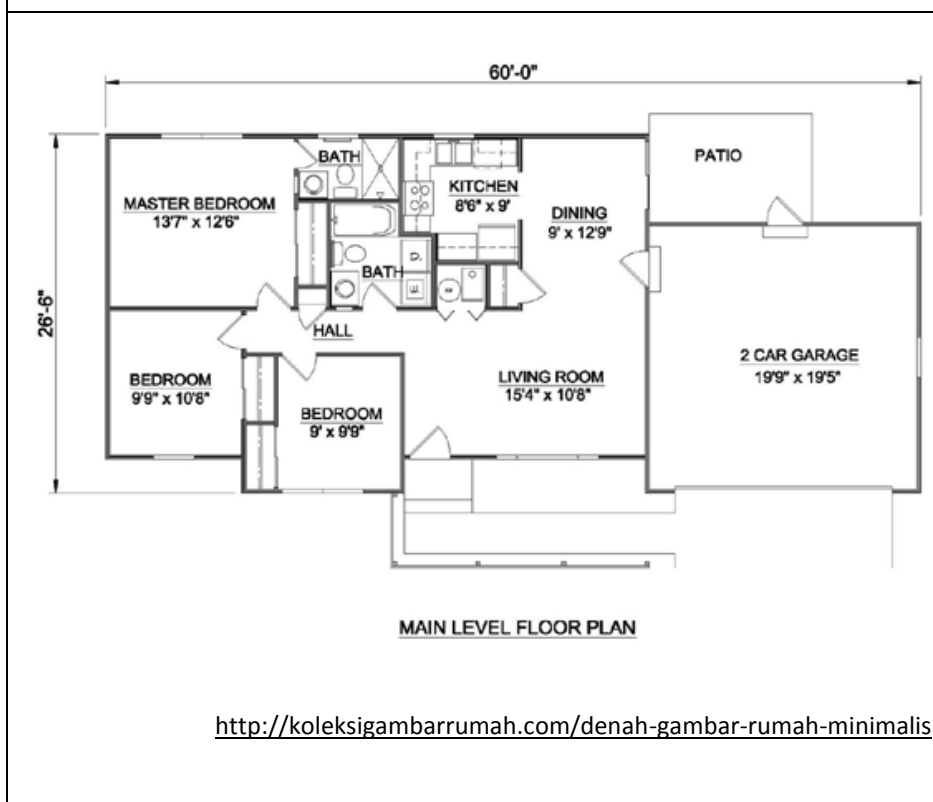 60'-0"
26'-6"
PATIO
BATH
MASTER BEDROOM
13'7" x 12'6"
KITCHEN
8'6" x 9'
DINING
9' x 12'9"
BATH
D.
HALL
BEDROOM
9'9" x 10'8"
BEDROOM
9' x 9'9"
LIVING ROOM
15'4" x 10'8"
2 CAR GARAGE
19'9" x 19'5"
MAIN LEVEL FLOOR PLAN
http://koleksigambarrumah.com/denah-gambar-rumah-minimalis